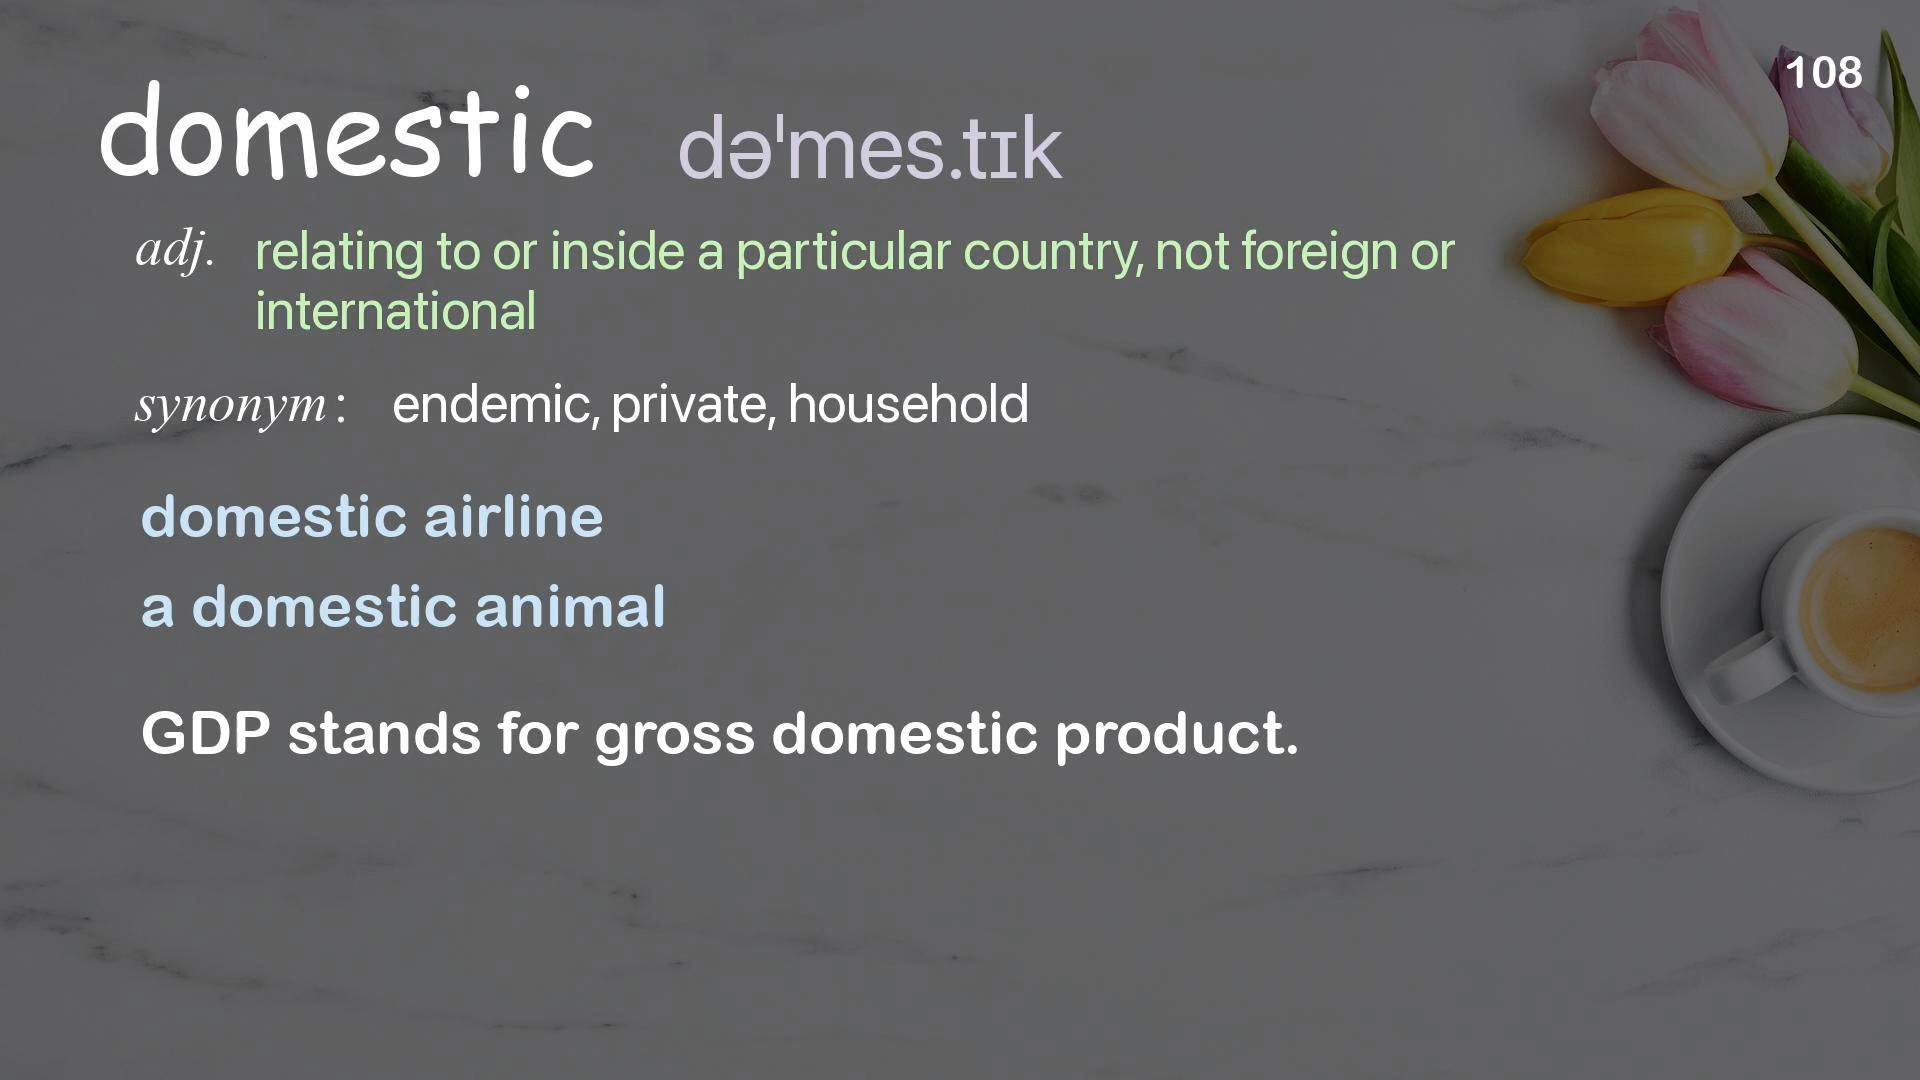 108
domestic dəˈmes.tɪk
adj. relating to or inside a particular country, not foreign or
international
synonym: endemic, private, household
domestic airline
a domestic animal
GDP stands for gross domestic product.